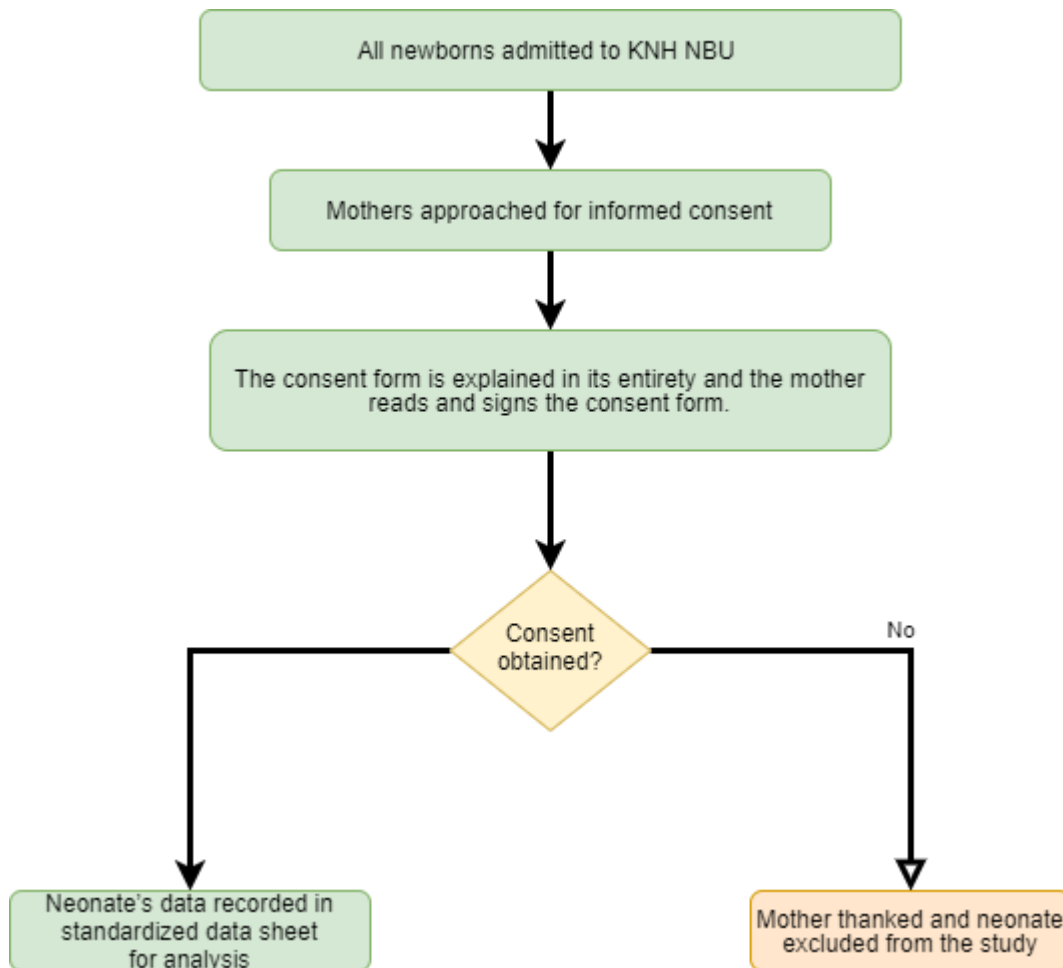 All newborns admitted to KNH NBU
Mothers approached for informed consent
The consent form is explained in its entirety and the mother
reads and signs the consent form.
Consent
obtained?
No
Neonate’s data recorded in
standardized data sheet
for analysis
Mother thanked and neonate
excluded from the study